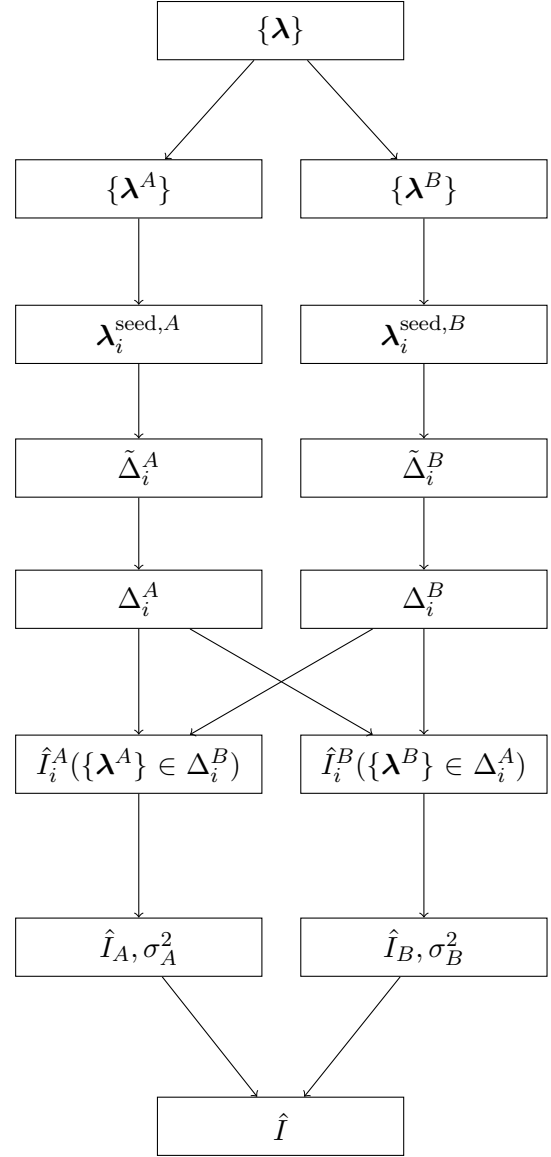 {𝝀}
{𝝀^A} {𝝀^B}
𝝀_i^{seed,A} 𝝀_i^{seed,B}
Δ̃_i^A Δ̃_i^B
Δ_i^A Δ_i^B
Î_i^A({𝝀^A} ∈ Δ_i^B) Î_i^B({𝝀^B} ∈ Δ_i^A)
Î_A, σ_A^2 Î_B, σ_B^2
Î